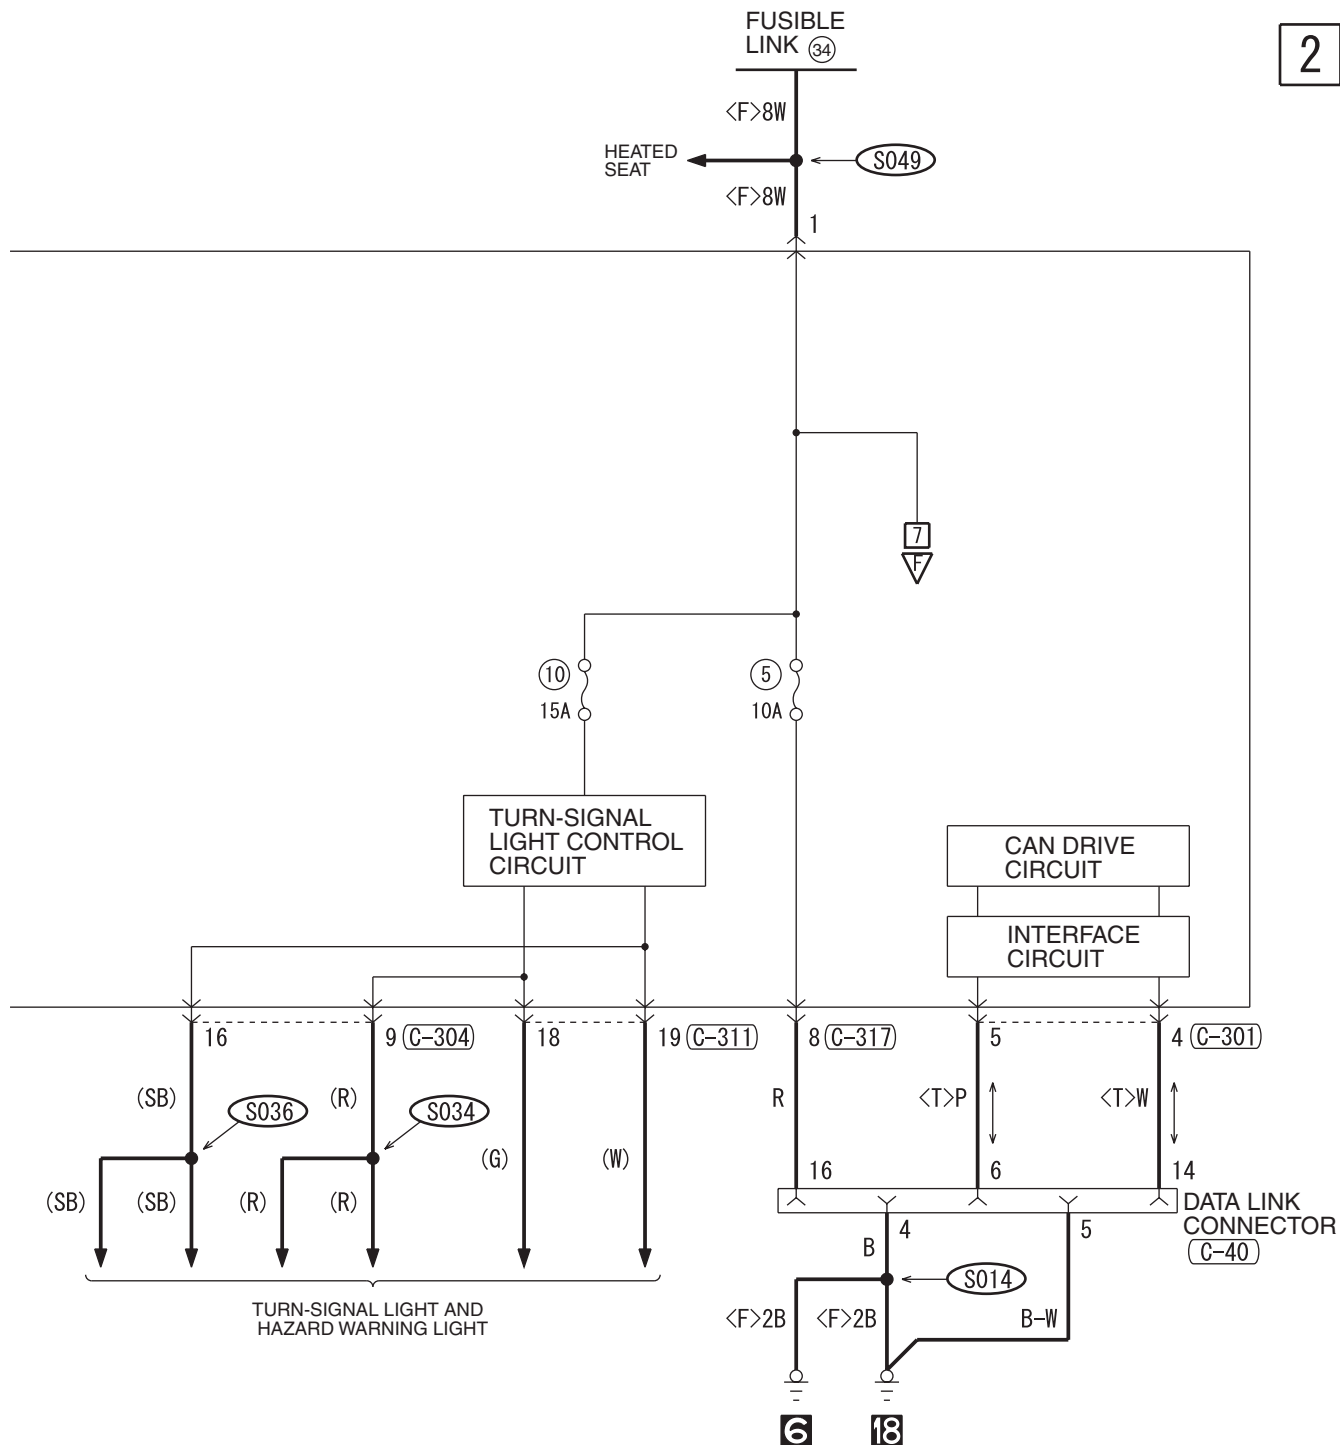 FUSIBLE
LINK 34
2
<F>8W
HEATED
SEAT
S049
<F>8W
1
7
F
10
15A
5
10A
TURN-SIGNAL
LIGHT CONTROL
CIRCUIT
CAN DRIVE
CIRCUIT
INTERFACE
CIRCUIT
16
9 C-304
18
19 C-311
8 C-317
5
4 C-301
(SB)
S036
(R)
S034
(G)
(W)
R
<T>P
<T>W
(SB)
(SB)
(R)
(R)
16
6
14
DATA LINK
CONNECTOR
C-40
4
5
B
S014
<F>2B
<F>2B
B-W
TURN-SIGNAL LIGHT AND
HAZARD WARNING LIGHT
6
18